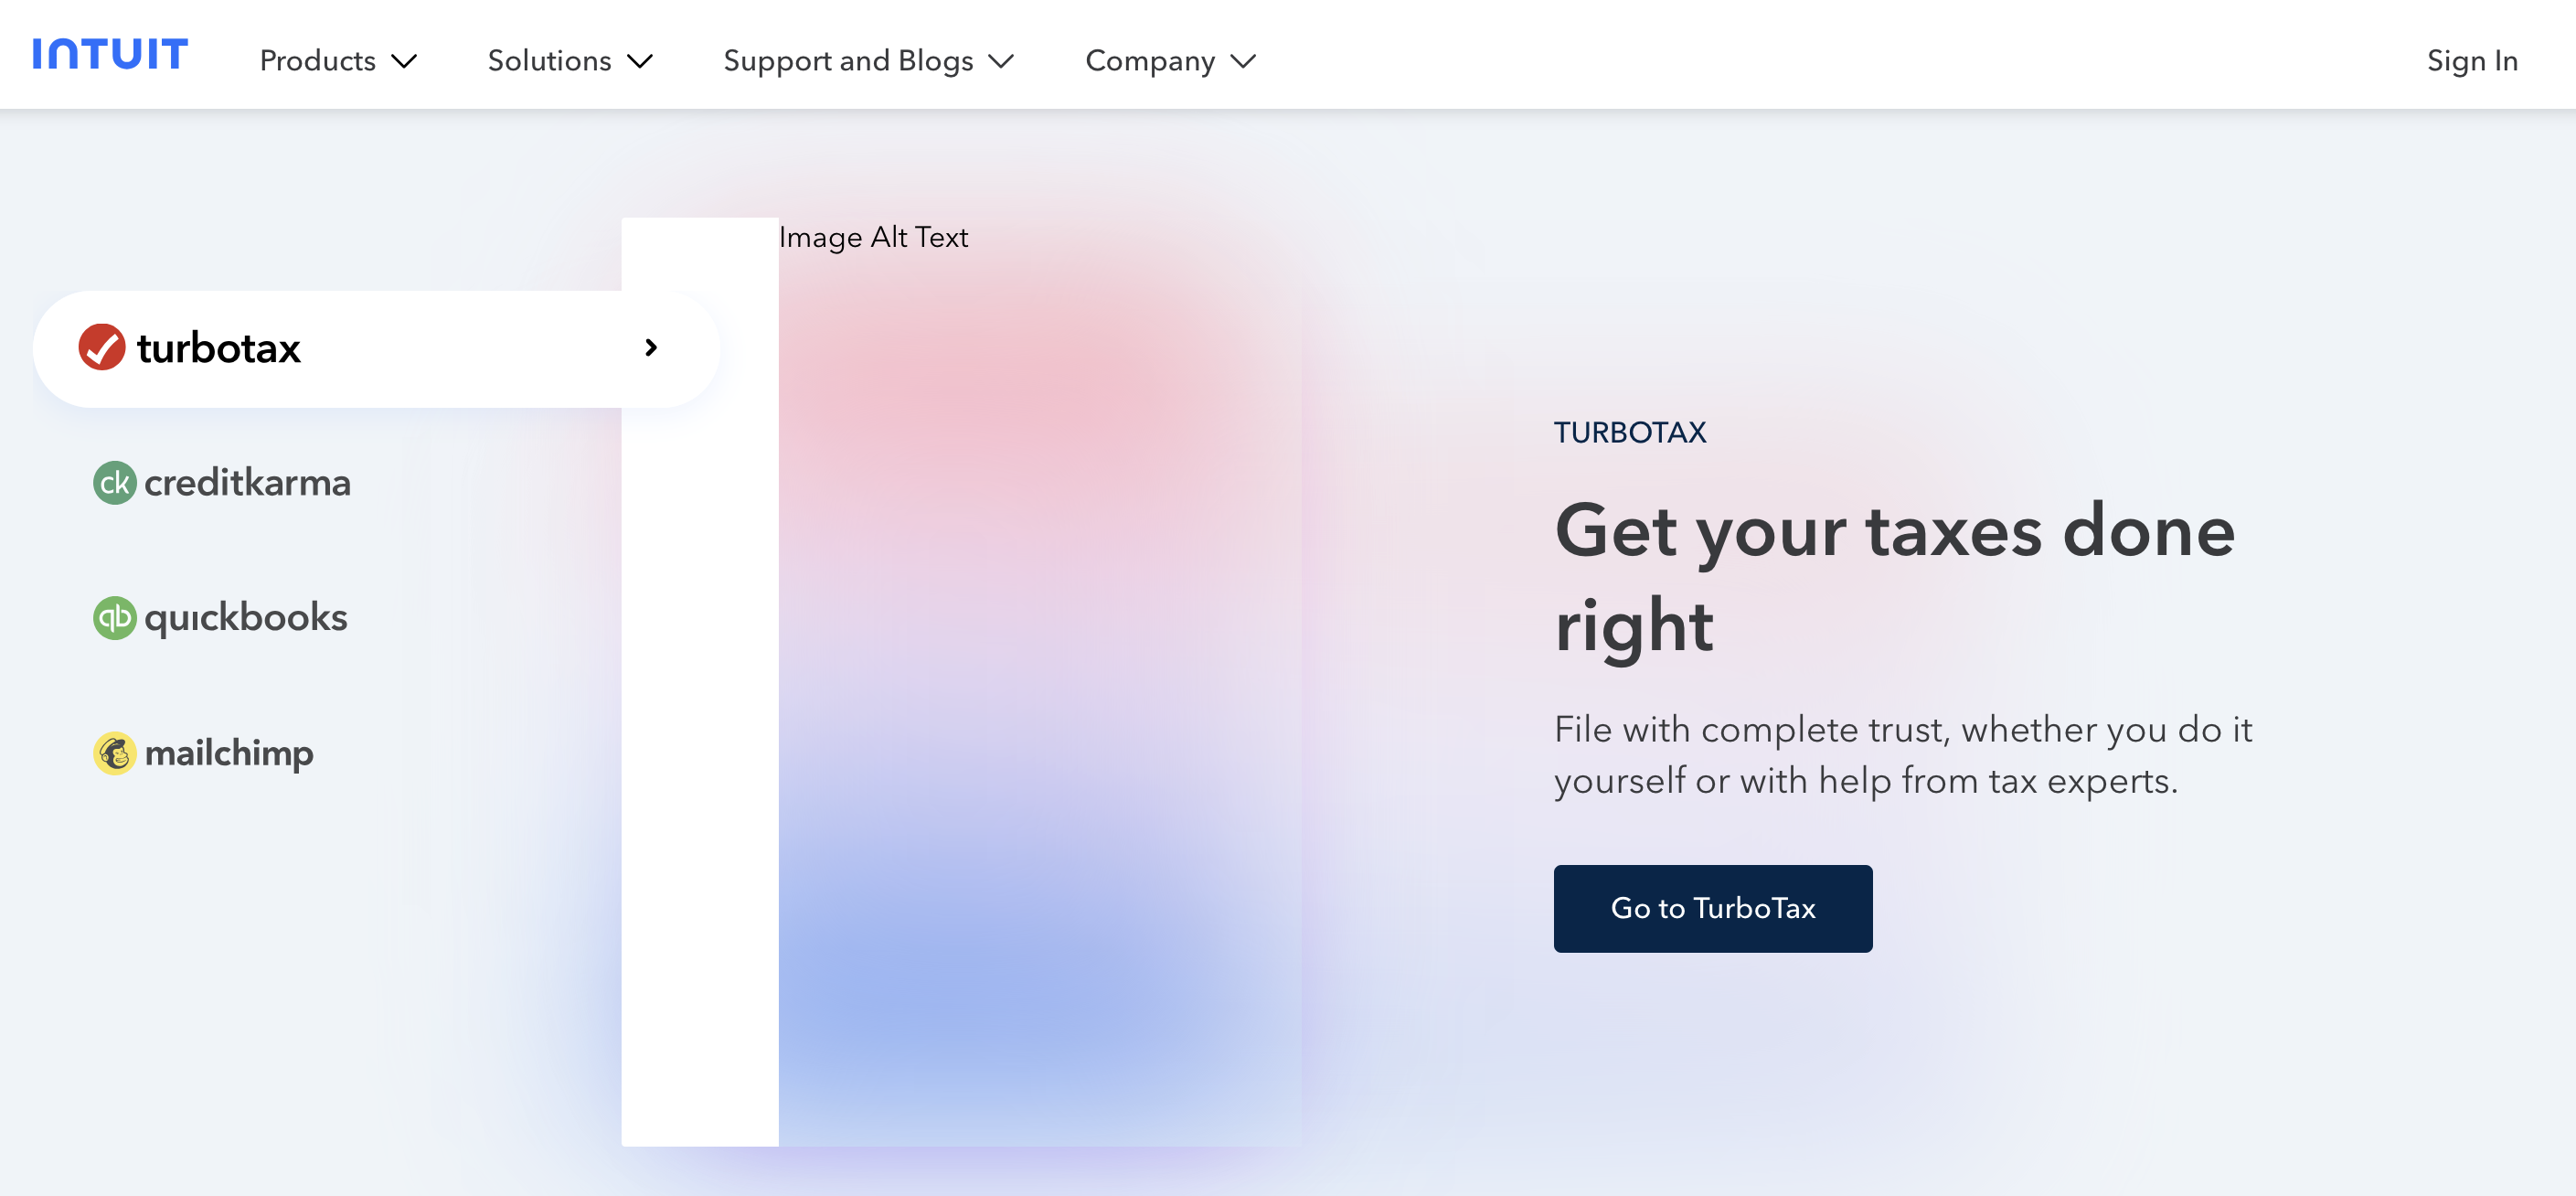 INTUIT
Products
Solutions
Support and Blogs
Company
Sign In
Image Alt Text
turbotax
ck creditkarma
qb quickbooks
mailchimp
TURBOTAX
Get your taxes done
right
File with complete trust, whether you do it
yourself or with help from tax experts.
Go to TurboTax